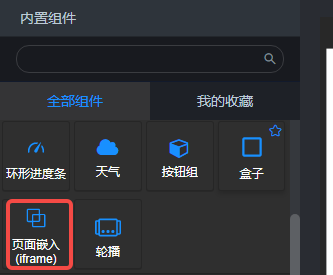 内置组件
全部组件
我的收藏
环形进度条
天气
按钮组
盒子
页面嵌入
(iframe)
轮播